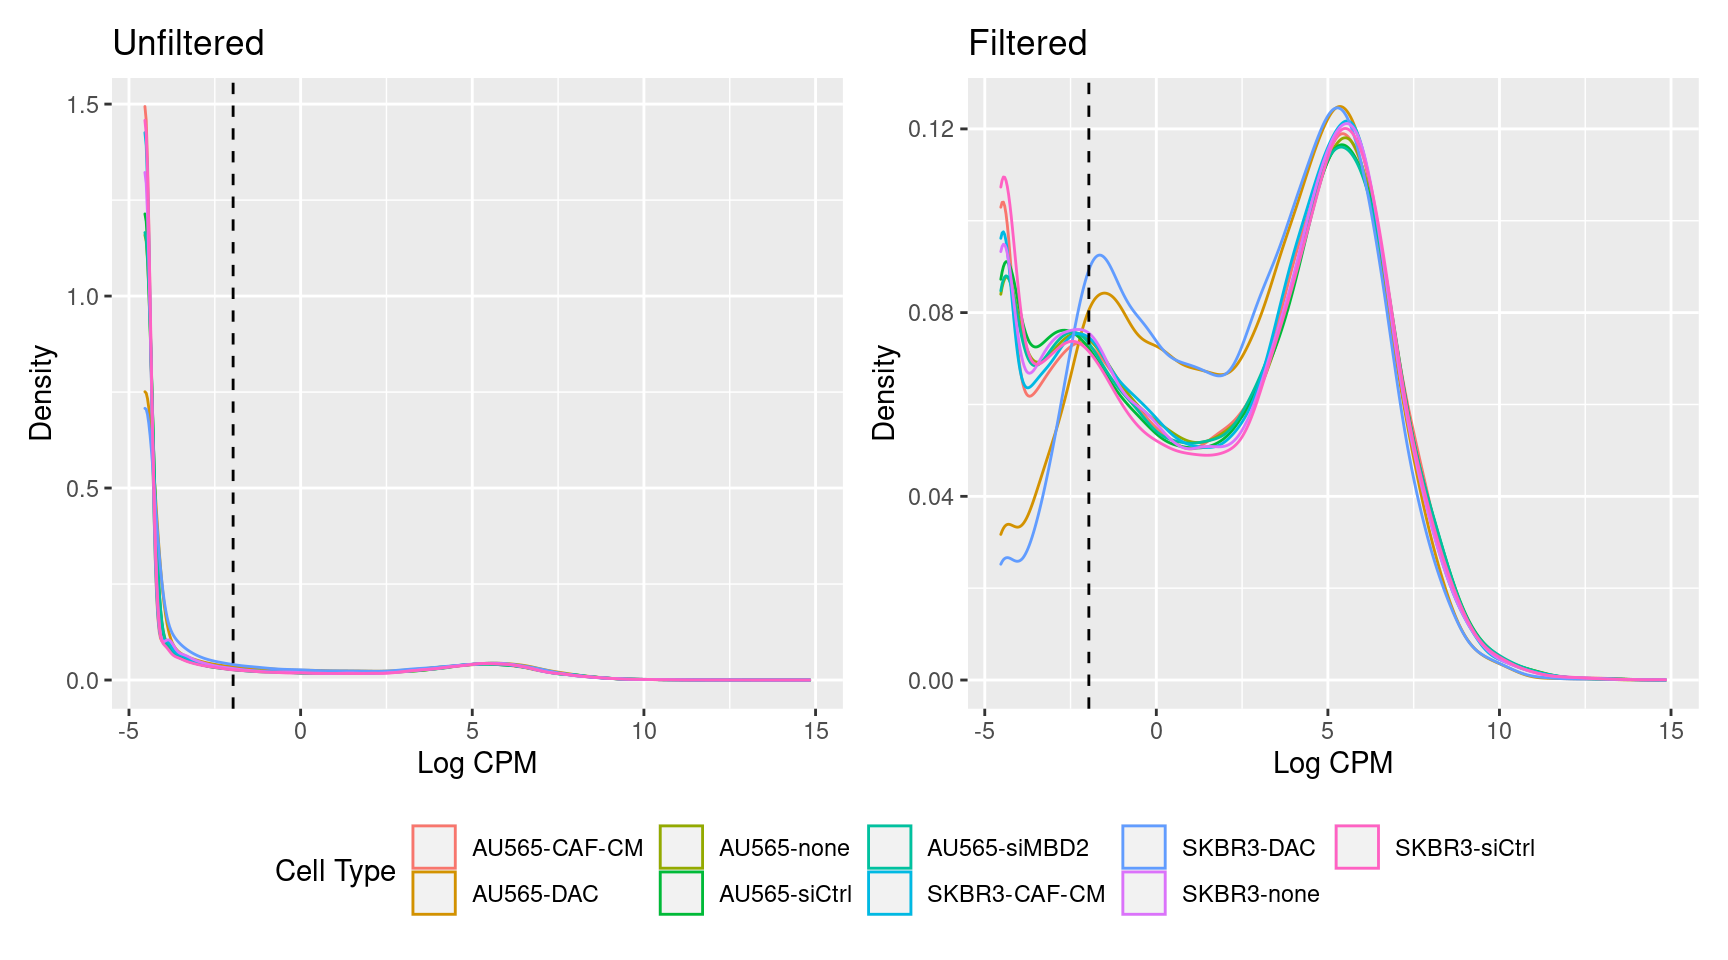 Unfiltered
Filtered
Density
1.5
1.0
0.5
0.0
-5 0 5 10 15
Log CPM
Density
0.12
0.08
0.04
0.00
-5 0 5 10 15
Log CPM
Cell Type
AU565-CAF-CM AU565-none AU565-siMBD2 SKBR3-DAC SKBR3-siCtrl
AU565-DAC AU565-siCtrl SKBR3-CAF-CM SKBR3-none